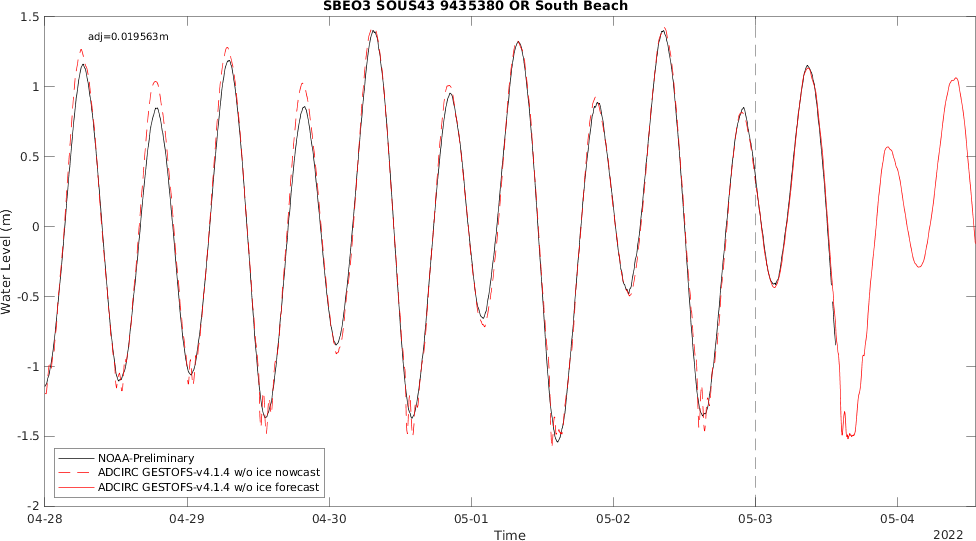 SBEO3 SOUS43 9435380 OR South Beach
adj=0.019563m
1.5
1
0.5
0
-0.5
-1
-1.5
-2
Water Level (m)
NOAA-Preliminary
ADCIRC GESTOFS-v4.1.4 w/o ice nowcast
ADCIRC GESTOFS-v4.1.4 w/o ice forecast
04-28 04-29 04-30 05-01 05-02 05-03 05-04
Time
2022